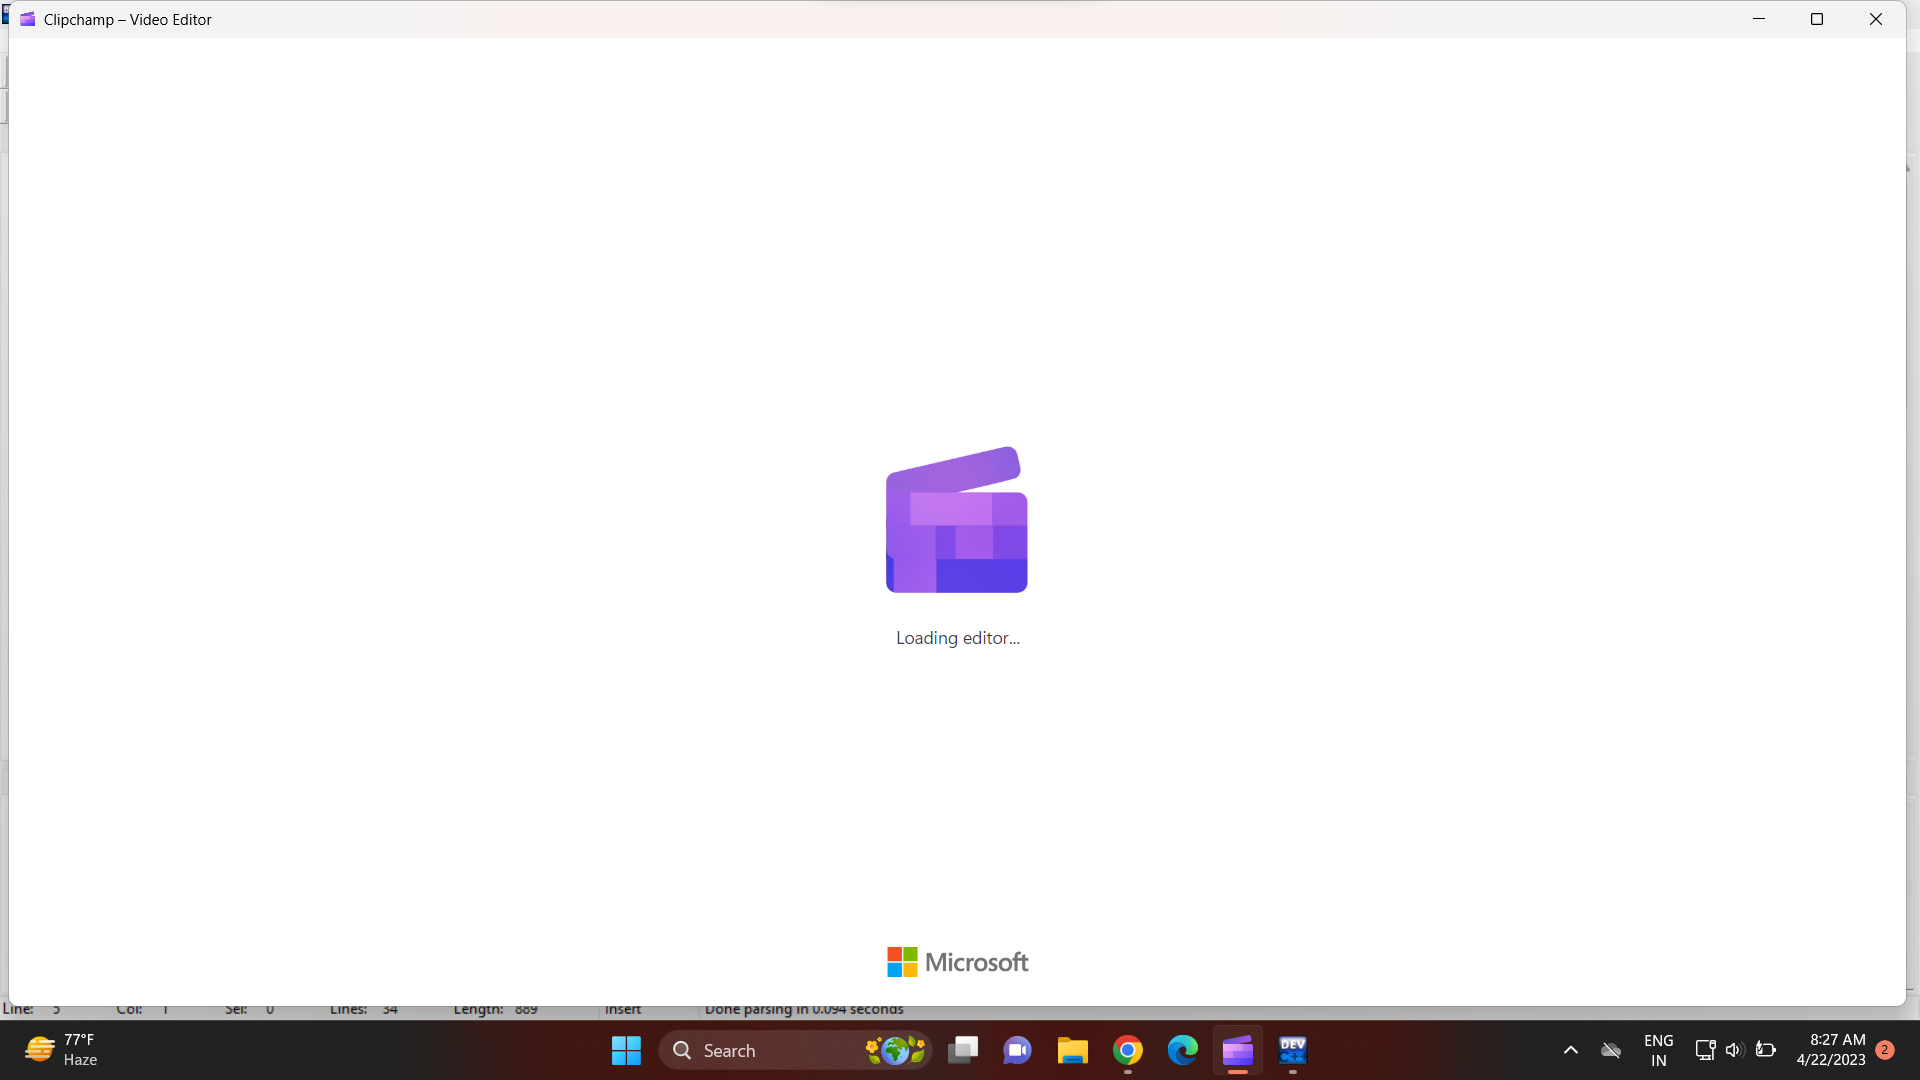 Clipchamp – Video Editor
Loading editor...
Microsoft
Line: 5 Col: 1 Sel: 0 Lines: 34 Length: 889 Insert Done parsing in 0.094 seconds
77°F
Haze
Search
DEV
C++
ENG
IN
8:27 AM
4/22/2023
2